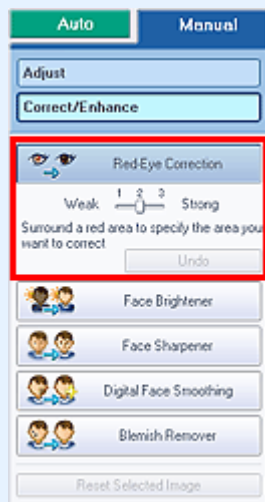 Auto Manual
Adjust
Correct/Enhance
Red-Eye Correction
1 2 3
Weak Strong
Surround a red area to specify the area you
want to correct
Undo
Face Brightener
Face Sharpener
Digital Face Smoothing
Blemish Remover
Reset Selected Image